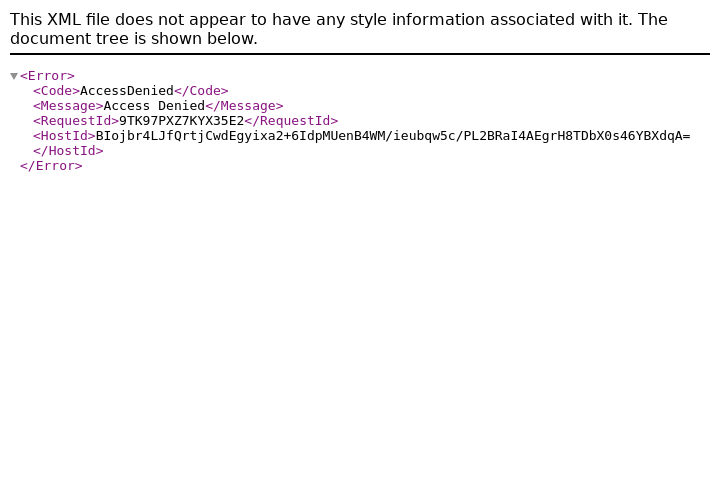 This XML file does not appear to have any style information associated with it. The
document tree is shown below.
<Error>
<Code>AccessDenied</Code>
<Message>Access Denied</Message>
<RequestId>9TK97PXZ7KYX35E2</RequestId>
<HostId>BIojbr4LJfQrtjCwdEgyixa2+6IdpMUenB4WM/ieubqw5c/PL2BRaI4AEgrH8TDbX0s46YBXdqA=
</HostId>
</Error>